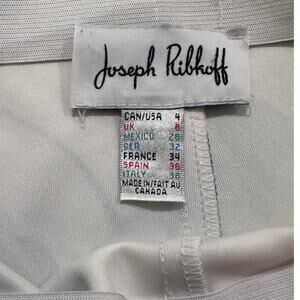 Joseph Ribkoff
CAN/USA 4
UK 6
MEXICO 26
GER 32
FRANCE 34
SPAIN 36
ITALY 38
MADE IN/FAIT AU
CANADA